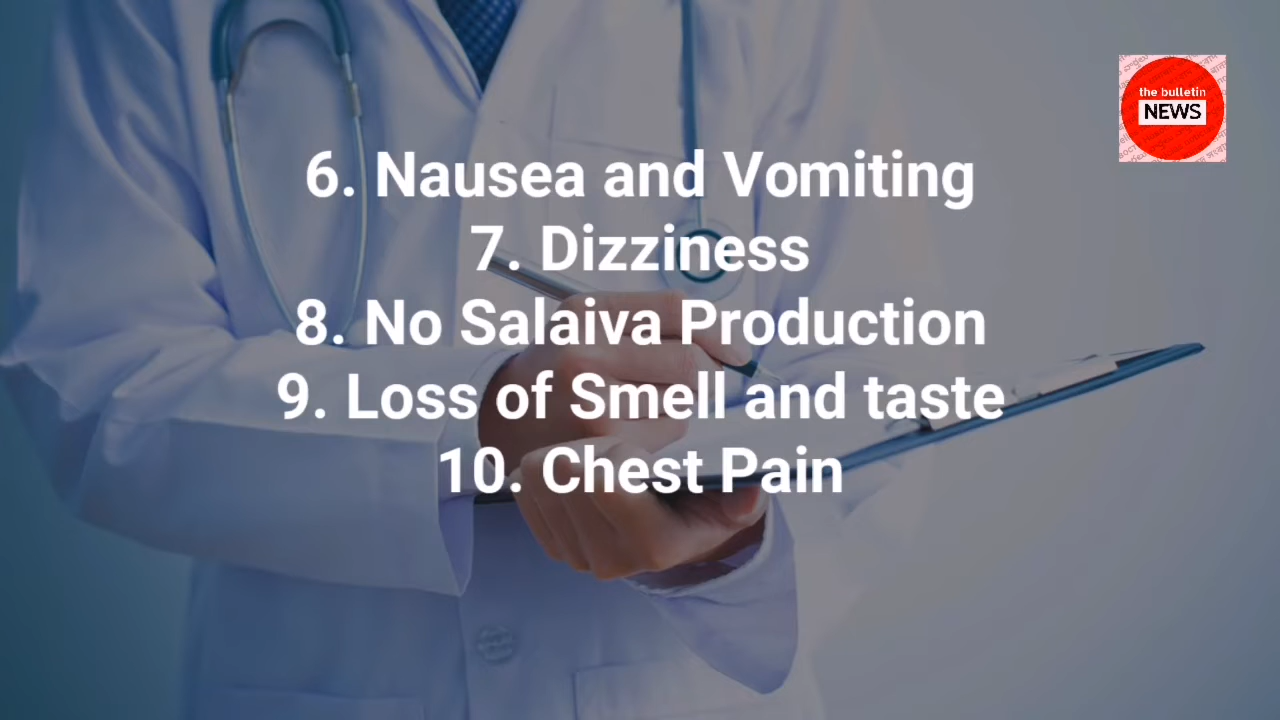 the bulletin
NEWS
6. Nausea and Vomiting
7. Dizziness
8. No Salaiva Production
9. Loss of Smell and taste
10. Chest Pain